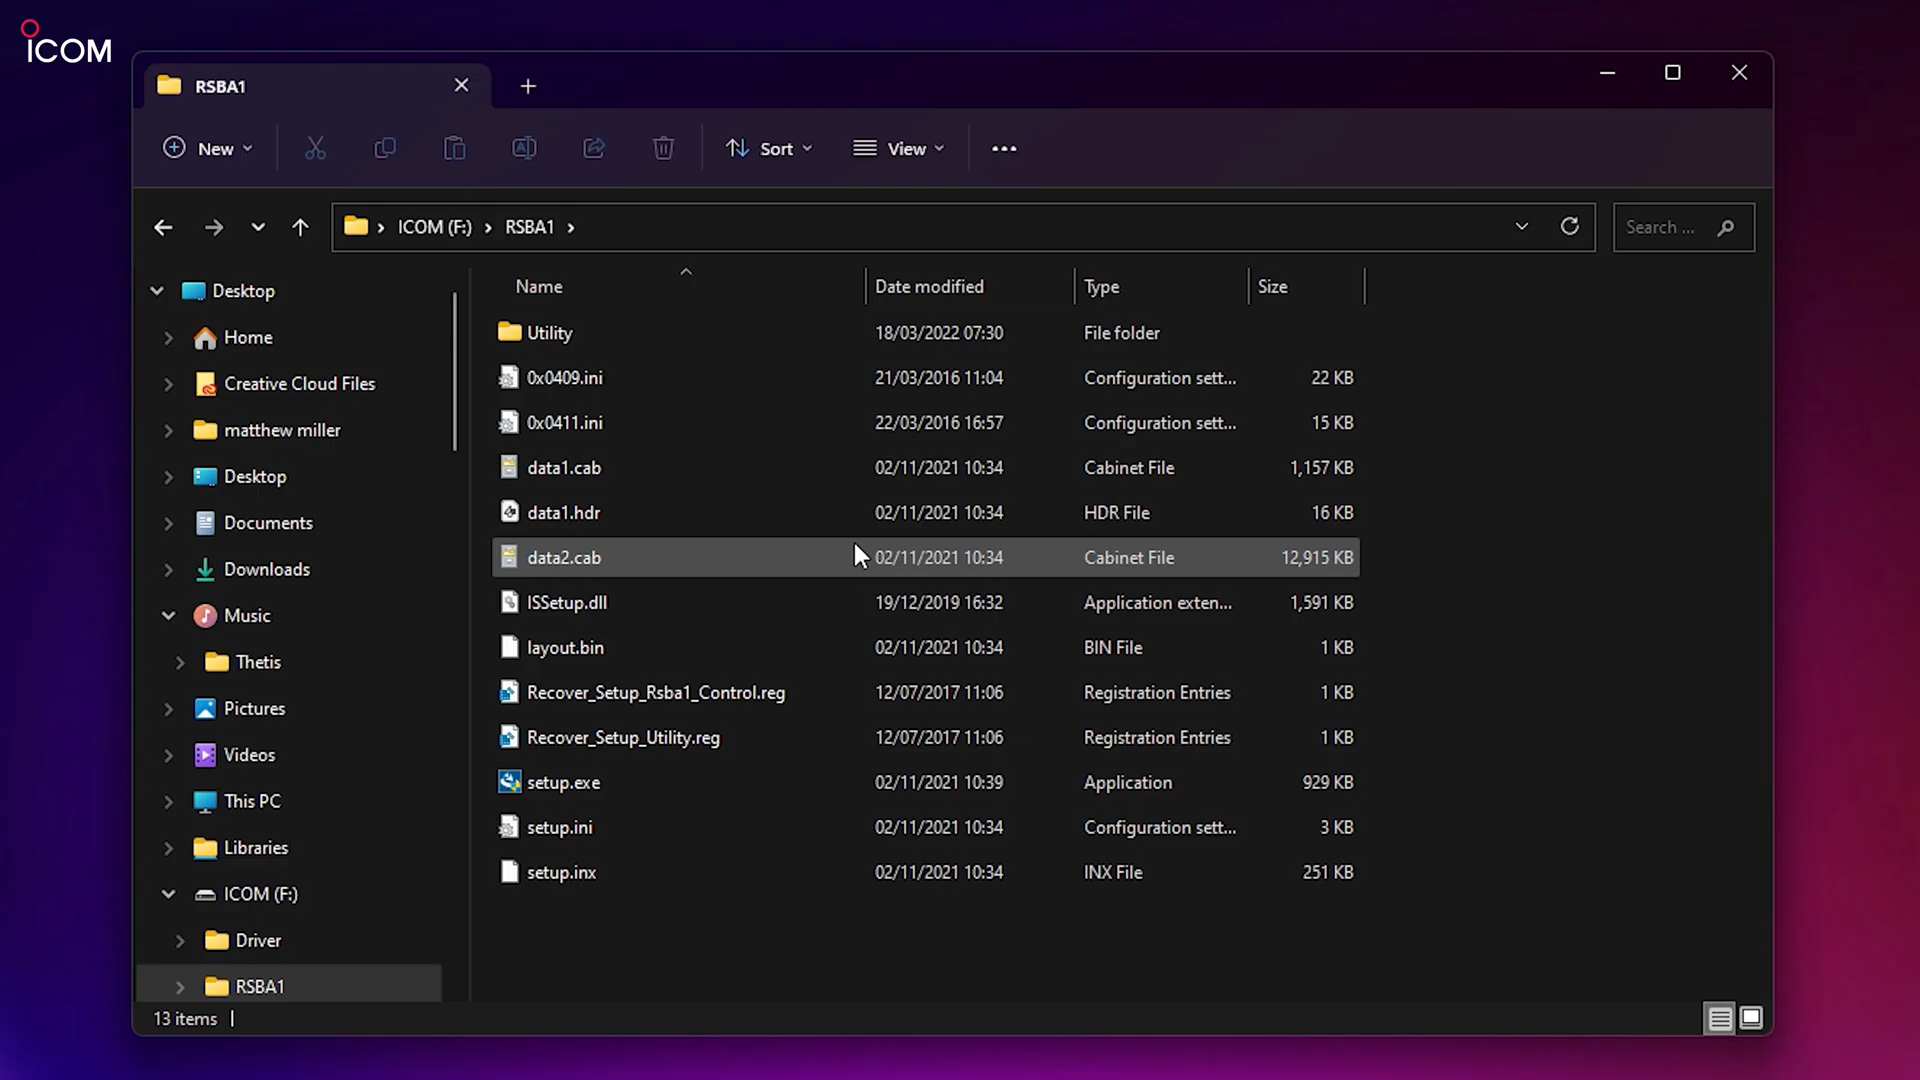 ICOM
RSBA1
New
Sort
View
ICOM (F:) RSBA1
Search ...
Name Date modified Type Size
Desktop
Home
Creative Cloud Files
matthew miller
Desktop
Documents
Downloads
Music
Thetis
Pictures
Videos
This PC
Libraries
ICOM (F:)
Driver
RSBA1
Utility 18/03/2022 07:30 File folder
0x0409.ini 21/03/2016 11:04 Configuration sett... 22 KB
0x0411.ini 22/03/2016 16:57 Configuration sett... 15 KB
data1.cab 02/11/2021 10:34 Cabinet File 1,157 KB
data1.hdr 02/11/2021 10:34 HDR File 16 KB
data2.cab 02/11/2021 10:34 Cabinet File 12,915 KB
ISSetup.dll 19/12/2019 16:32 Application exten... 1,591 KB
layout.bin 02/11/2021 10:34 BIN File 1 KB
Recover_Setup_Rsba1_Control.reg 12/07/2017 11:06 Registration Entries 1 KB
Recover_Setup_Utility.reg 12/07/2017 11:06 Registration Entries 1 KB
setup.exe 02/11/2021 10:39 Application 929 KB
setup.ini 02/11/2021 10:34 Configuration sett... 3 KB
setup.inx 02/11/2021 10:34 INX File 251 KB
13 items